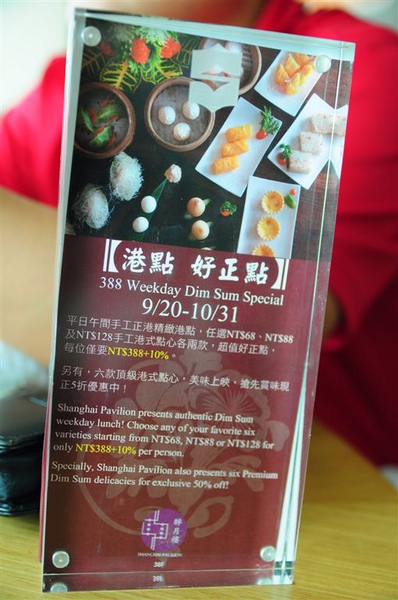 【港點 好正點】
388 Weekday Dim Sum Special
9/20-10/31
平日午間手工正港精緻港點，任選NT$68、NT$88
及NT$128手工港式點心各兩款，超值好正點，
每位僅要NT$388+10%。
另有，六款頂級港式點心，美味上映，搶先賞味現
正5折優惠中！
Shanghai Pavilion presents authentic Dim Sum
weekday lunch! Choose any of your favorite six
varieties starting from NT$68, NT$88 or NT$128 for
only NT$388+10% per person.
Specially, Shanghai Pavilion also presents six Premium
Dim Sum delicacies for exclusive 50% off!
醉月樓
SHANGHAI PAVILION
39F